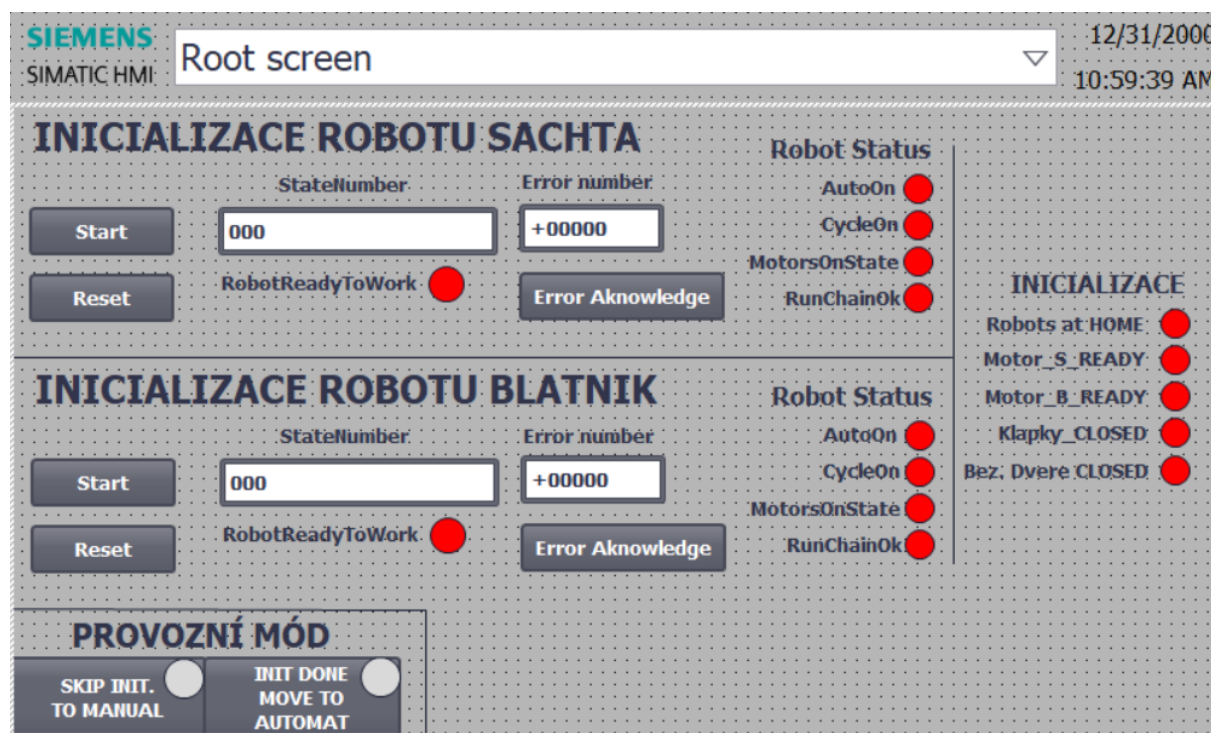 SIEMENS
SIMATIC HMI
Root screen
12/31/2000
10:59:39 AM
INICIALIZACE ROBOTU SACHTA
StateNumber
Error number
Start
000
+00000
Reset
RobotReadyToWork
Error Aknowledge
Robot Status
AutoOn
CycleOn
MotorsOnState
RunChainOk
INICIALIZACE ROBOTU BLATNIK
StateNumber
Error number
Start
000
+00000
Reset
RobotReadyToWork
Error Aknowledge
Robot Status
AutoOn
CycleOn
MotorsOnState
RunChainOk
INICIALIZACE
Robots at HOME
Motor_S_READY
Motor_B_READY
Klapky_CLOSED
Bez. Dvere CLOSED
PROVOZNÍ MÓD
SKIP INIT.
TO MANUAL
INIT DONE
MOVE TO
AUTOMAT